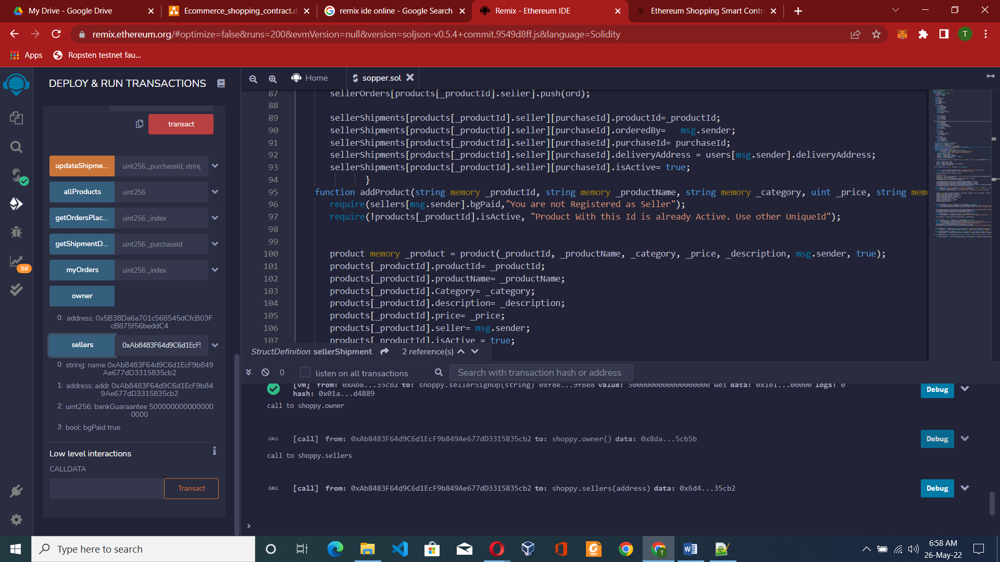 My Drive - Google Drive
Ecommerce_shopping_contract.d
remix ide online - Google Search
Remix - Ethereum IDE
Ethereum Shopping Smart Contra
remix.ethereum.org/#optimize=false&runs=200&evmVersion=null&version=soljson-v0.5.4+commit.9549d8ff.js&language=Solidity
T
Apps
Ropsten testnet fau...
DEPLOY & RUN TRANSACTIONS
Home
sopper.sol
transact
updateShipme...
uint256 _purchaseId, string
allProducts
uint256
getOrdersPlac...
uint256 _index
getShipmentD...
uint256 _purchaseId
myOrders
uint256 _index
owner
0: address: 0x5B38Da6a701c568545dCfcB03F
cB875f56beddC4
sellers
0xAb8483F64d9C6d1EcF9
0: string: name 0xAb8483F64d9C6d1EcF9b849
Ae677dD3315835cb2
1: address: addr 0xAb8483F64d9C6d1EcF9b84
9Ae677dD3315835cb2
2: uint256: bankGuaraantee 500000000000000
0000
3: bool: bgPaid true
Low level interactions
CALLDATA
Transact
56
87 sellerOrders[products[_productId].seller].push(ord);
88
89 sellerShipments[products[_productId].seller][purchaseId].productId=_productId;
90 sellerShipments[products[_productId].seller][purchaseId].orderedBy=   msg.sender;
91 sellerShipments[products[_productId].seller][purchaseId].purchaseId= purchaseId;
92 sellerShipments[products[_productId].seller][purchaseId].deliveryAddress = users[msg.sender].deliveryAddress;
93 sellerShipments[products[_productId].seller][purchaseId].isActive= true;
94 }
95 function addProduct(string memory _productId, string memory _productName, string memory _category, uint _price, string mem
96 require(sellers[msg.sender].bgPaid,"You are not Registered as Seller");
97 require(!products[_productId].isActive, "Product With this Id is already Active. Use other UniqueId");
98
99
100 product memory _product = product(_productId, _productName, _category, _price, _description, msg.sender, true);
101 products[_productId].productId= _productId;
102 products[_productId].productName= _productName;
103 products[_productId].Category= _category;
104 products[_productId].description= _description;
105 products[_productId].price= _price;
106 products[_productId].seller= msg.sender;
107 products[_productId].isActive = true;
StructDefinition sellerShipment
2 reference(s)
0
listen on all transactions
Search with transaction hash or address
[vm] from: 0xAb8...35cb2 to: shoppy.sellerSignUp(string) 0xf8e...9fBe8 value: 5000000000000000000 wei data: 0x1e1...00000 logs: 0
hash: 0x01a...d4889
Debug
call to shoppy.owner
CALL [call] from: 0xAb8483F64d9C6d1EcF9b849Ae677dD3315835cb2 to: shoppy.owner() data: 0x8da...5cb5b
Debug
call to shoppy.sellers
CALL [call] from: 0xAb8483F64d9C6d1EcF9b849Ae677dD3315835cb2 to: shoppy.sellers(address) data: 0x6d4...35cb2
Debug
>
Type here to search
6:58 AM
26-May-22